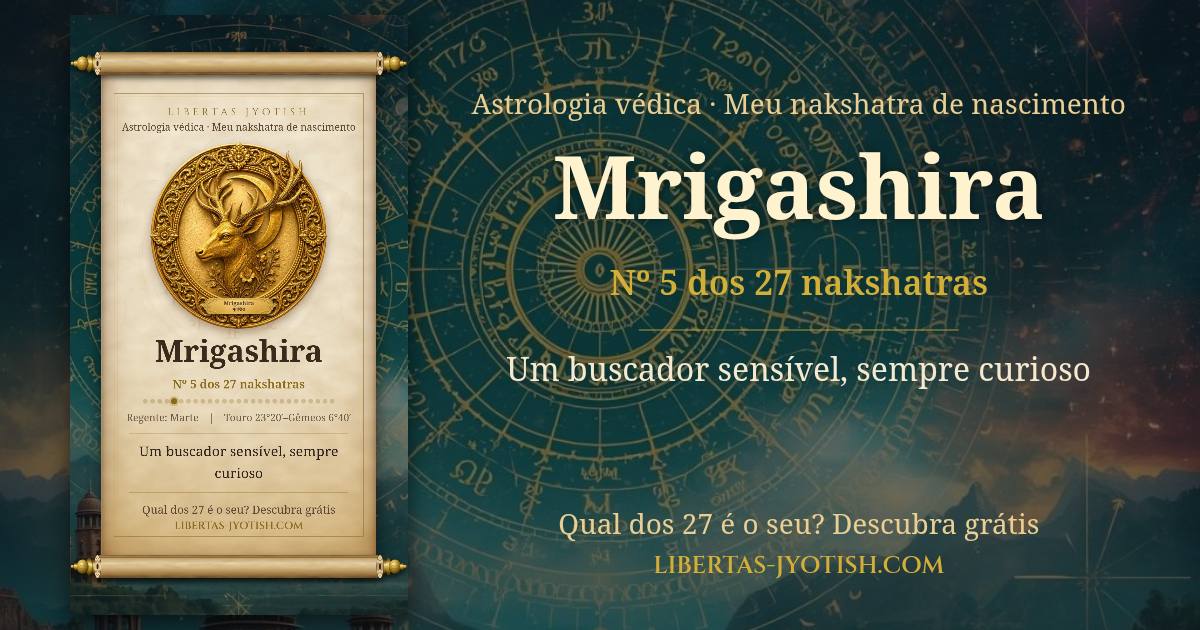 LIBERTAS JYOTISH
Astrologia védica · Meu nakshatra de nascimento
Mrigashira
Mrigashira
Nº 5 dos 27 nakshatras
Regente: Marte | Touro 23°20'–Gêmeos 6°40'
Um buscador sensível, sempre
curioso
Qual dos 27 é o seu? Descubra grátis
LIBERTAS-JYOTISH.COM
Astrologia védica · Meu nakshatra de nascimento
Mrigashira
Nº 5 dos 27 nakshatras
Um buscador sensível, sempre curioso
Qual dos 27 é o seu? Descubra grátis
LIBERTAS-JYOTISH.COM